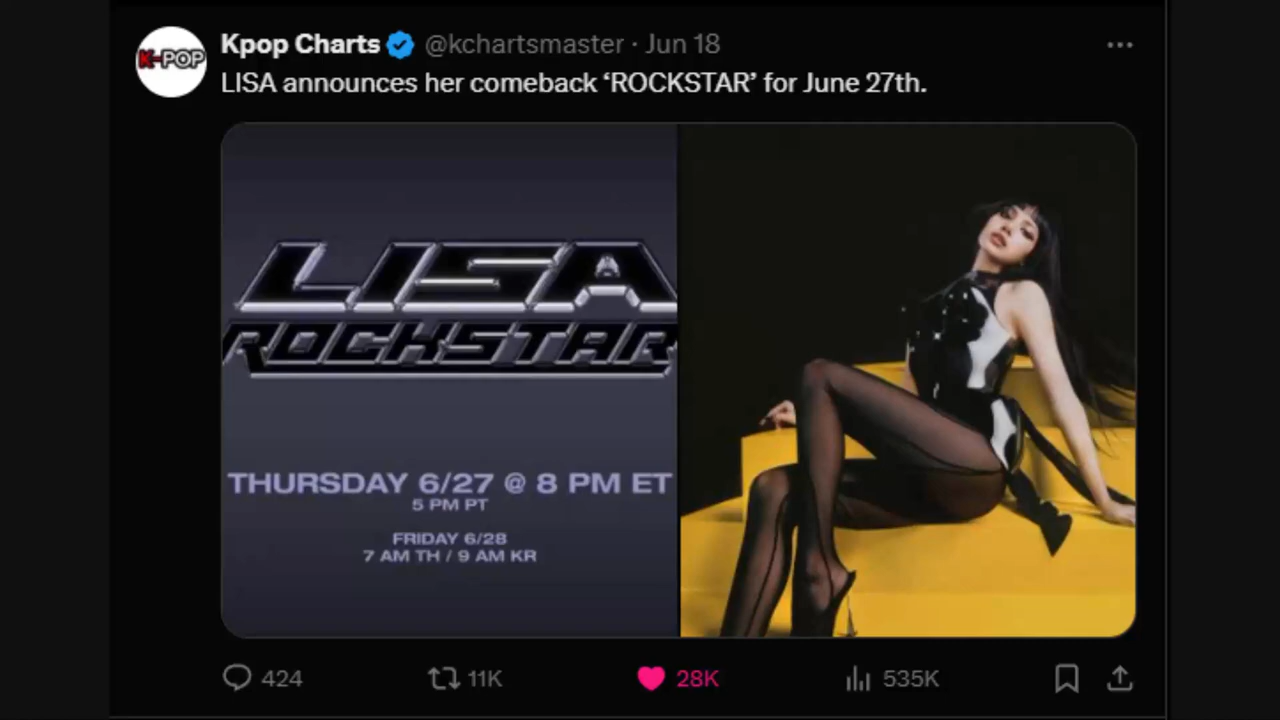 K-POP
Kpop Charts @kchartsmaster · Jun 18
LISA announces her comeback ‘ROCKSTAR’ for June 27th.
LISA
ROCKSTAR
THURSDAY 6/27 @ 8 PM ET
5 PM PT
FRIDAY 6/28
7 AM TH / 9 AM KR
424 11K 28K 535K